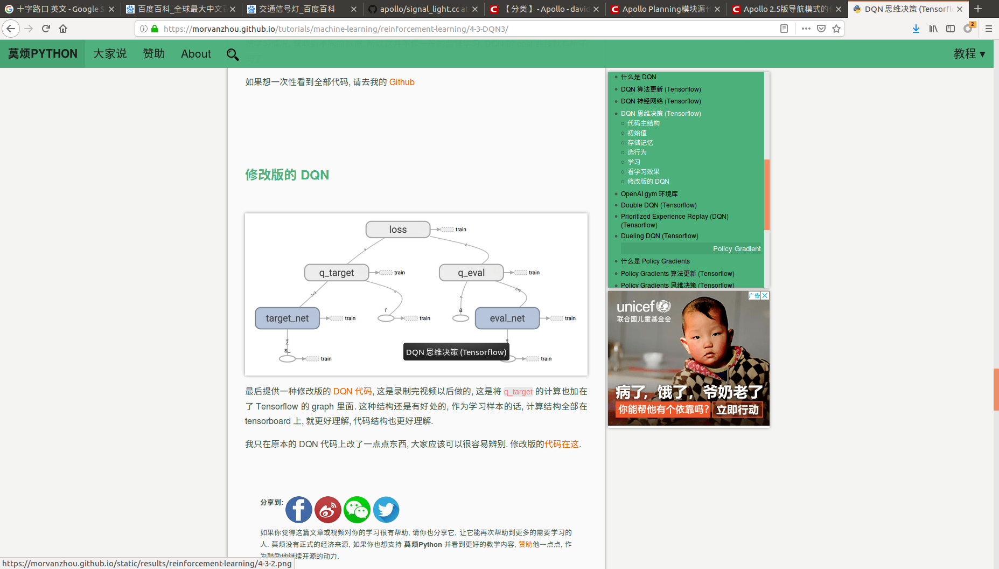 十字路口 英文 - Google S
百度百科_全球最大中文百
交通信号灯_百度百科
apollo/signal_light.cc at
【 分类 】- Apollo - david
Apollo Planning模块源代
Apollo 2.5版导航模式的
DQN 思维决策 (Tensorfl
https://morvanzhou.github.io/tutorials/machine-learning/reinforcement-learning/4-3-DQN3/
2
莫烦PYTHON
大家说
赞助
About
教程 ▾
如果想一次性看到全部代码, 请去我的 Github
修改版的 DQN
loss
train
q_target
train
q_eval
train
target_net
train
r
train
a
eval_net
train
s_
train
train
DQN 思维决策 (Tensorflow)
最后提供一种修改版的 DQN 代码, 这是录制完视频以后做的, 这是将 q_target 的计算也加在
了 Tensorflow 的 graph 里面. 这种结构还是有好处的, 作为学习样本的话, 计算结构全部在
tensorboard 上, 就更好理解, 代码结构也更好理解.
我只在原本的 DQN 代码上改了一点点东西, 大家应该可以很容易辨别. 修改版的代码在这.
分享到:
如果你觉得这篇文章或视频对你的学习很有帮助, 请你也分享它, 让它能再次帮助到更多的需要学习的
人. 莫烦没有正式的经济来源, 如果你也想支持 莫烦Python 并看到更好的教学内容, 赞助他一点点, 作
为鼓励他继续开源的动力.
什么是 DQN
DQN 算法更新 (Tensorflow)
DQN 神经网络 (Tensorflow)
DQN 思维决策 (Tensorflow)
代码主结构
初始值
存储记忆
选行为
学习
看学习效果
修改版的 DQN
OpenAI gym 环境库
Double DQN (Tensorflow)
Prioritized Experience Replay (DQN)
(Tensorflow)
Dueling DQN (Tensorflow)
Policy Gradient
什么是 Policy Gradients
Policy Gradients 算法更新 (Tensorflow)
Policy Gradients 思维决策 (Tensorflow)
广告
unicef
联合国儿童基金会
病了, 饿了, 爷奶老了
你能帮他有个依靠吗?
立即行动
https://morvanzhou.github.io/static/results/reinforcement-learning/4-3-2.png